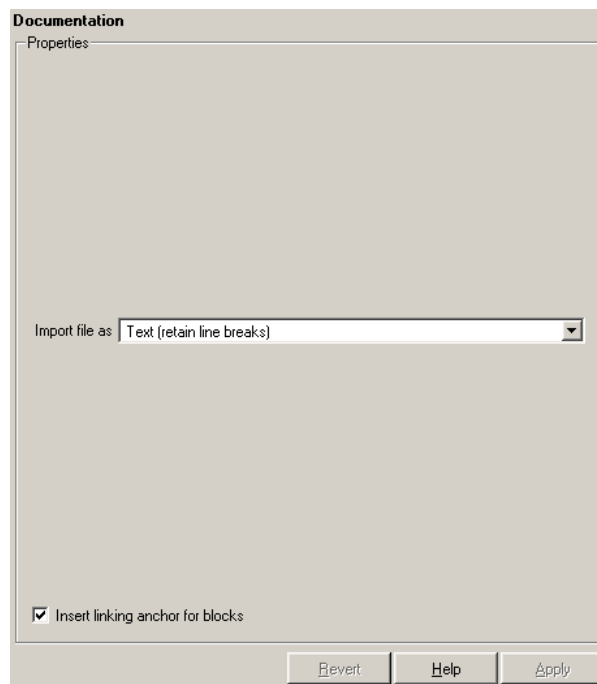 Documentation
Properties
Import file as Text (retain line breaks)
Insert linking anchor for blocks
Revert Help Apply